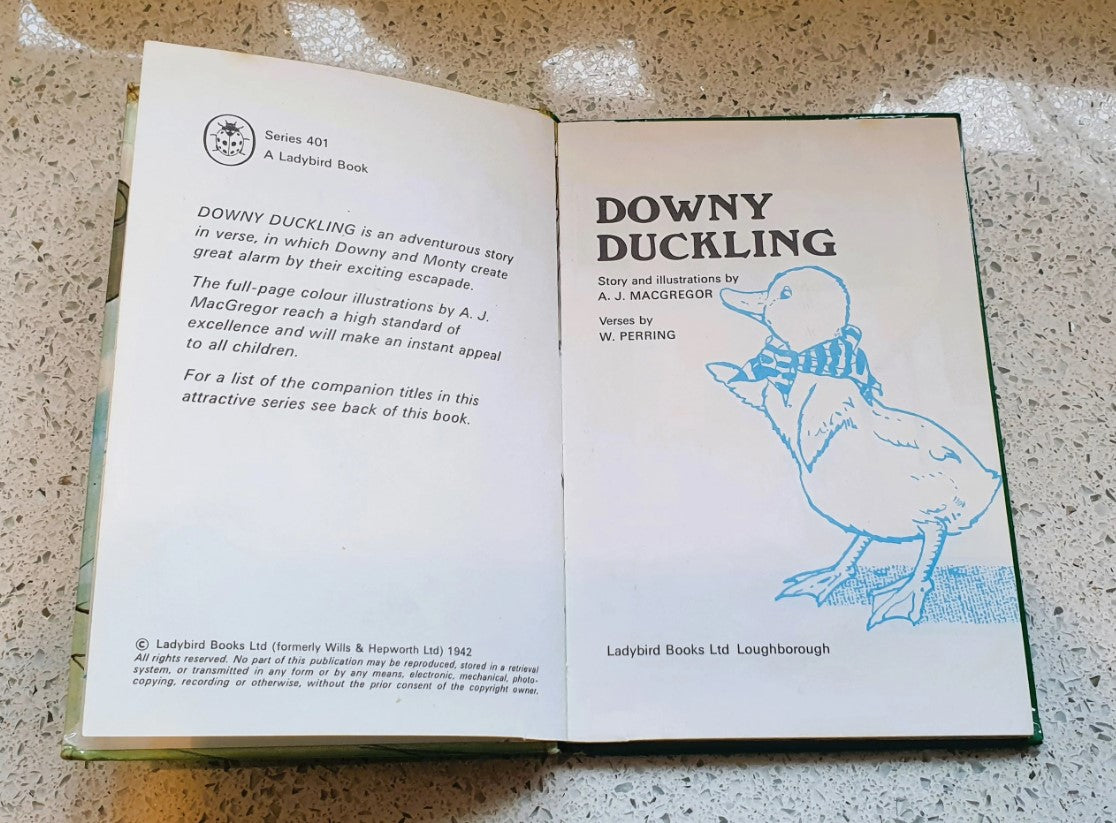 Series 401
A Ladybird Book
DOWNY DUCKLING is an adventurous story
in verse, in which Downy and Monty create
great alarm by their exciting escapade.
The full-page colour illustrations by A. J.
MacGregor reach a high standard of
excellence and will make an instant appeal
to all children.
For a list of the companion titles in this
attractive series see back of this book.
© Ladybird Books Ltd (formerly Wills & Hepworth Ltd) 1942
All rights reserved. No part of this publication may be reproduced, stored in a retrieval
system, or transmitted in any form or by any means, electronic, mechanical, photo-
copying, recording or otherwise, without the prior consent of the copyright owner.
DOWNY
DUCKLING
Story and illustrations by
A. J. MACGREGOR
Verses by
W. PERRING
Ladybird Books Ltd Loughborough